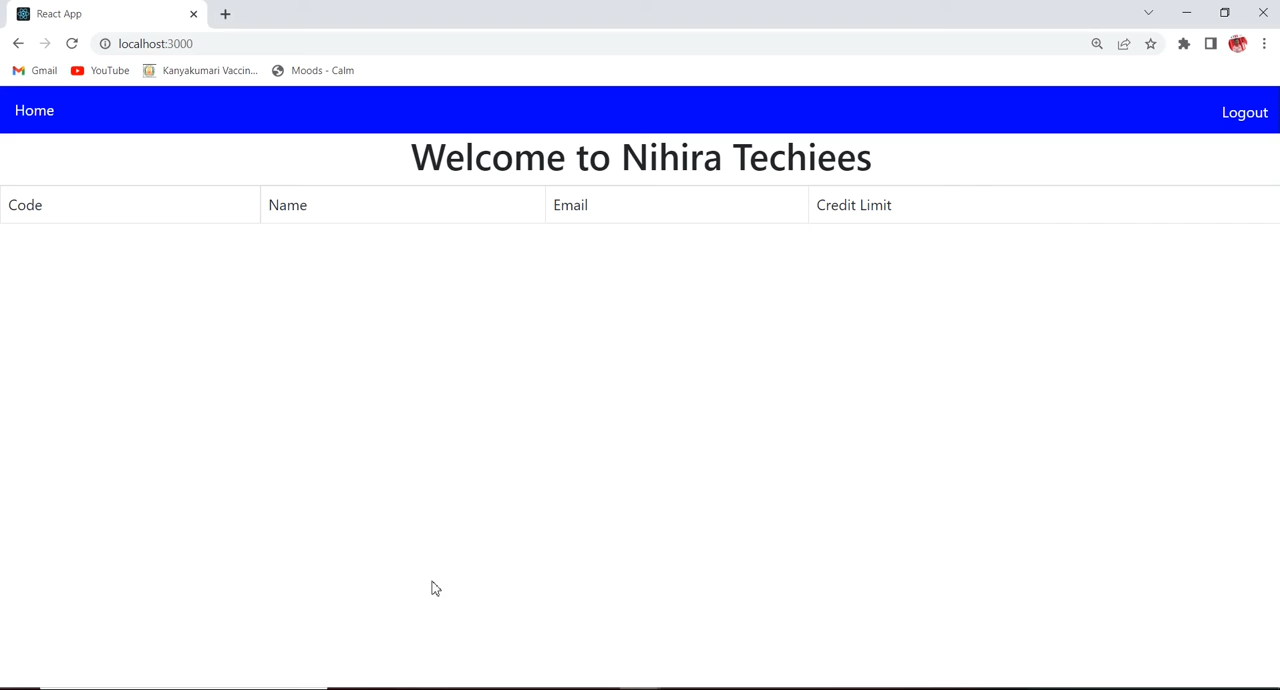 React App
localhost:3000
Gmail YouTube Kanyakumari Vaccin... Moods - Calm
Home Logout
Welcome to Nihira Techiees
Code Name Email Credit Limit